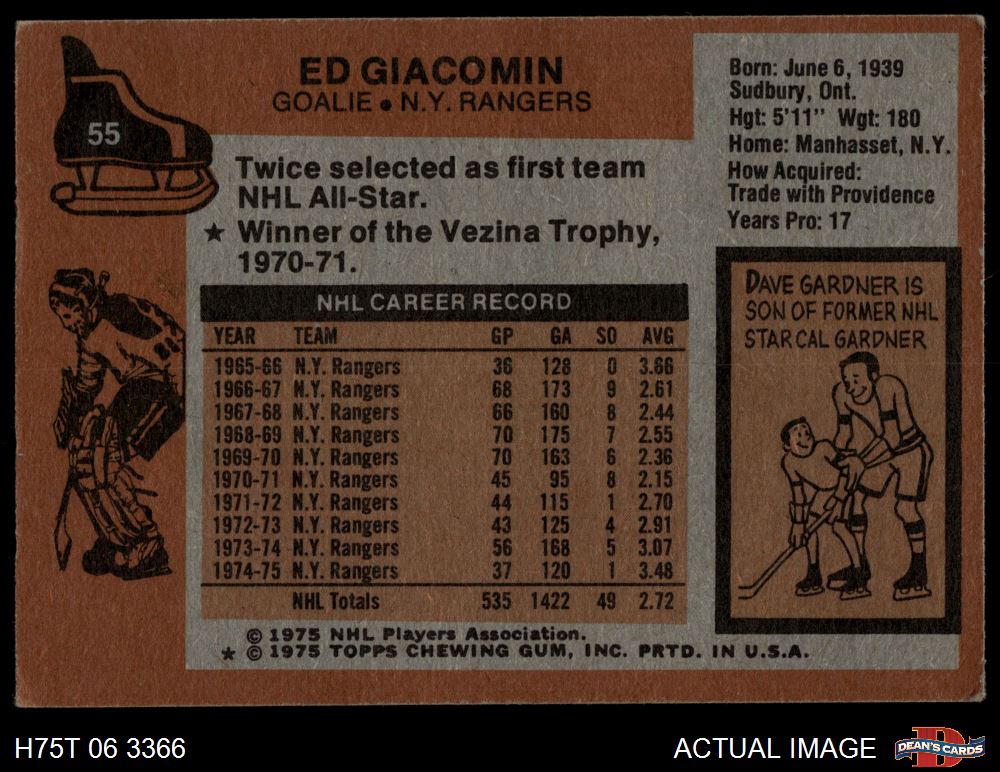 55
ED GIACOMIN
GOALIE • N.Y. RANGERS
Twice selected as first team
NHL All-Star.
★ Winner of the Vezina Trophy,
1970-71.
Born: June 6, 1939
Sudbury, Ont.
Hgt: 5'11" Wgt: 180
Home: Manhasset, N.Y.
How Acquired:
Trade with Providence
Years Pro: 17
NHL CAREER RECORD
YEAR TEAM GP GA SO AVG
1965-66 N.Y. Rangers 36 128 0 3.66
1966-67 N.Y. Rangers 68 173 9 2.61
1967-68 N.Y. Rangers 66 160 8 2.44
1968-69 N.Y. Rangers 70 175 7 2.55
1969-70 N.Y. Rangers 70 163 6 2.36
1970-71 N.Y. Rangers 45 95 8 2.15
1971-72 N.Y. Rangers 44 115 1 2.70
1972-73 N.Y. Rangers 43 125 4 2.91
1973-74 N.Y. Rangers 56 168 5 3.07
1974-75 N.Y. Rangers 37 120 1 3.48
NHL Totals 535 1422 49 2.72
DAVE GARDNER IS
SON OF FORMER NHL
STAR CAL GARDNER
© 1975 NHL Players Association.
★ © 1975 TOPPS CHEWING GUM, INC. PRTD. IN U.S.A.
H75T 06 3366
ACTUAL IMAGE
D
DEAN'S CARDS